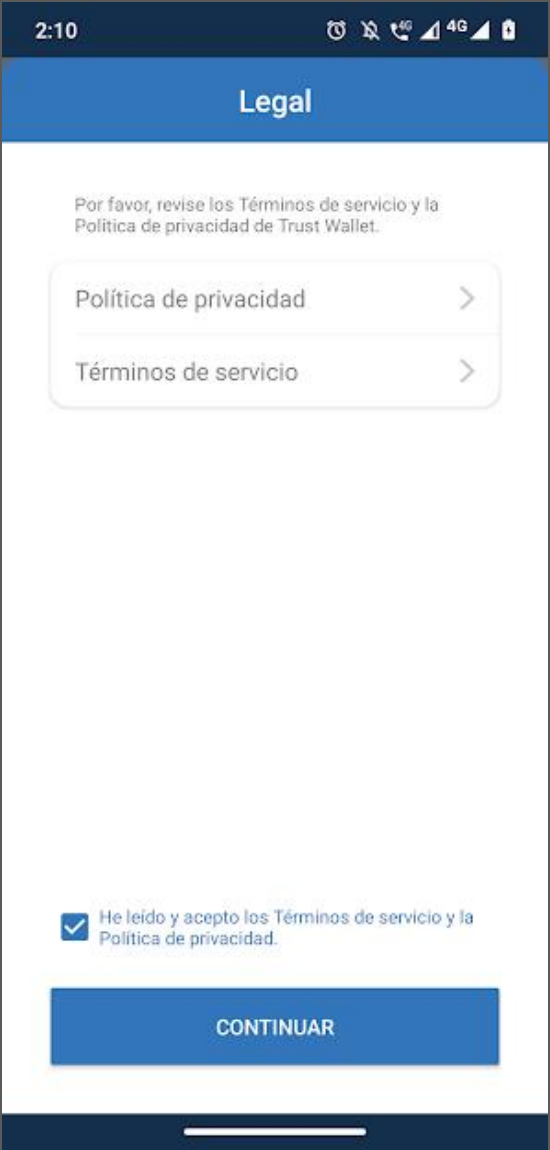 2:10
4G
4G
Legal
Por favor, revise los Términos de servicio y la
Política de privacidad de Trust Wallet.
Política de privacidad
Términos de servicio
He leído y acepto los Términos de servicio y la
Política de privacidad.
CONTINUAR